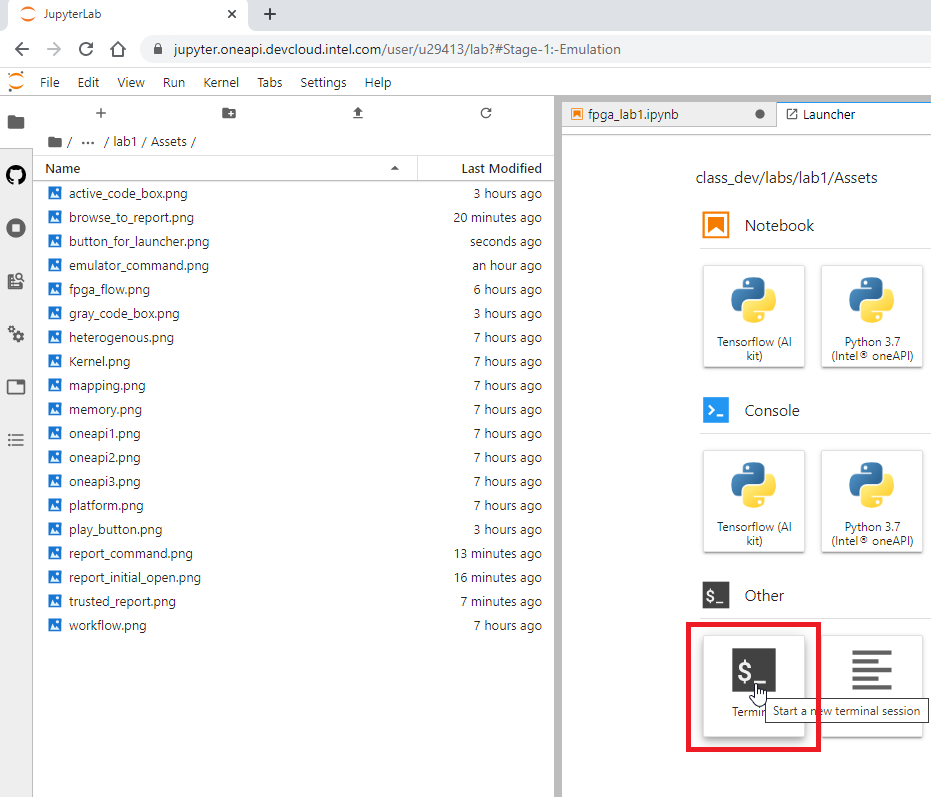 JupyterLab
jupyter.oneapi.devcloud.intel.com/user/u29413/lab?#Stage-1:-Emulation
File Edit View Run Kernel Tabs Settings Help
/ ··· / lab1 / Assets /
Name Last Modified
active_code_box.png 3 hours ago
browse_to_report.png 20 minutes ago
button_for_launcher.png seconds ago
emulator_command.png an hour ago
fpga_flow.png 6 hours ago
gray_code_box.png 3 hours ago
heterogenous.png 7 hours ago
Kernel.png 7 hours ago
mapping.png 7 hours ago
memory.png 7 hours ago
oneapi1.png 7 hours ago
oneapi2.png 7 hours ago
oneapi3.png 7 hours ago
platform.png 7 hours ago
play_button.png 3 hours ago
report_command.png 13 minutes ago
report_initial_open.png 16 minutes ago
trusted_report.png 7 minutes ago
workflow.png 7 hours ago
fpga_lab1.ipynb Launcher
class_dev/labs/lab1/Assets
Notebook
Tensorflow (AI
kit)
Python 3.7
(Intel® oneAPI)
Console
Tensorflow (AI
kit)
Python 3.7
(Intel® oneAPI)
$_ Other
$_
Start a new terminal session